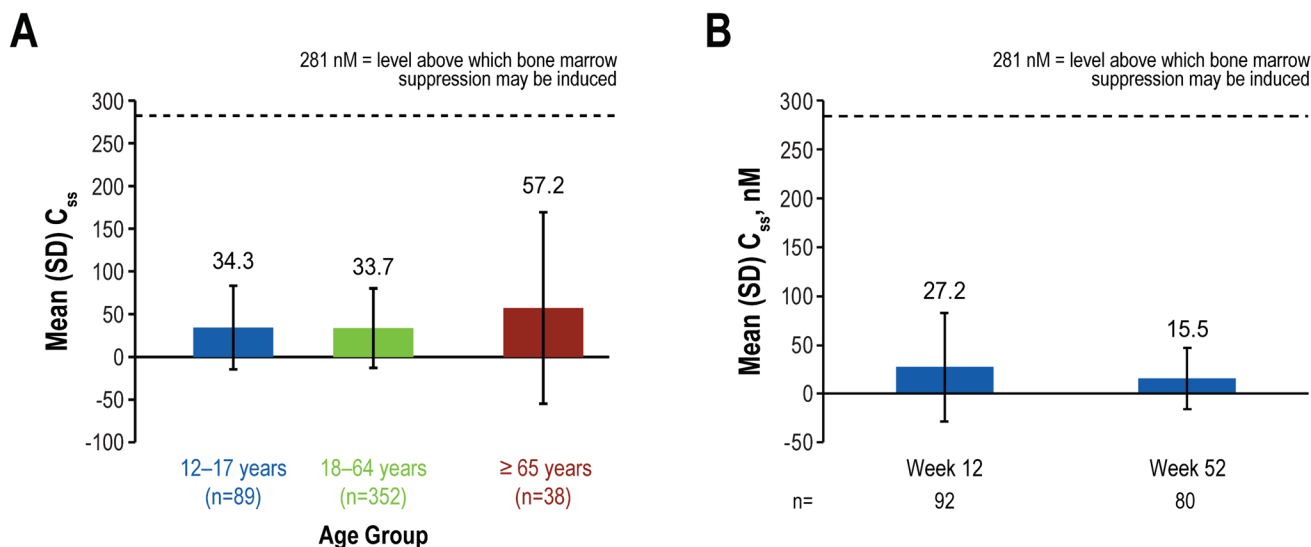 A
281 nM = level above which bone marrow
suppression may be induced
Mean (SD) Css
300
250
200
150
100
50
0
-50
-100
34.3
33.7
57.2
12–17 years
(n=89)
18–64 years
(n=352)
≥ 65 years
(n=38)
Age Group
B
281 nM = level above which bone marrow
suppression may be induced
Mean (SD) Css, nM
300
250
200
150
100
50
0
-50
27.2
15.5
Week 12
Week 52
n=
92
80